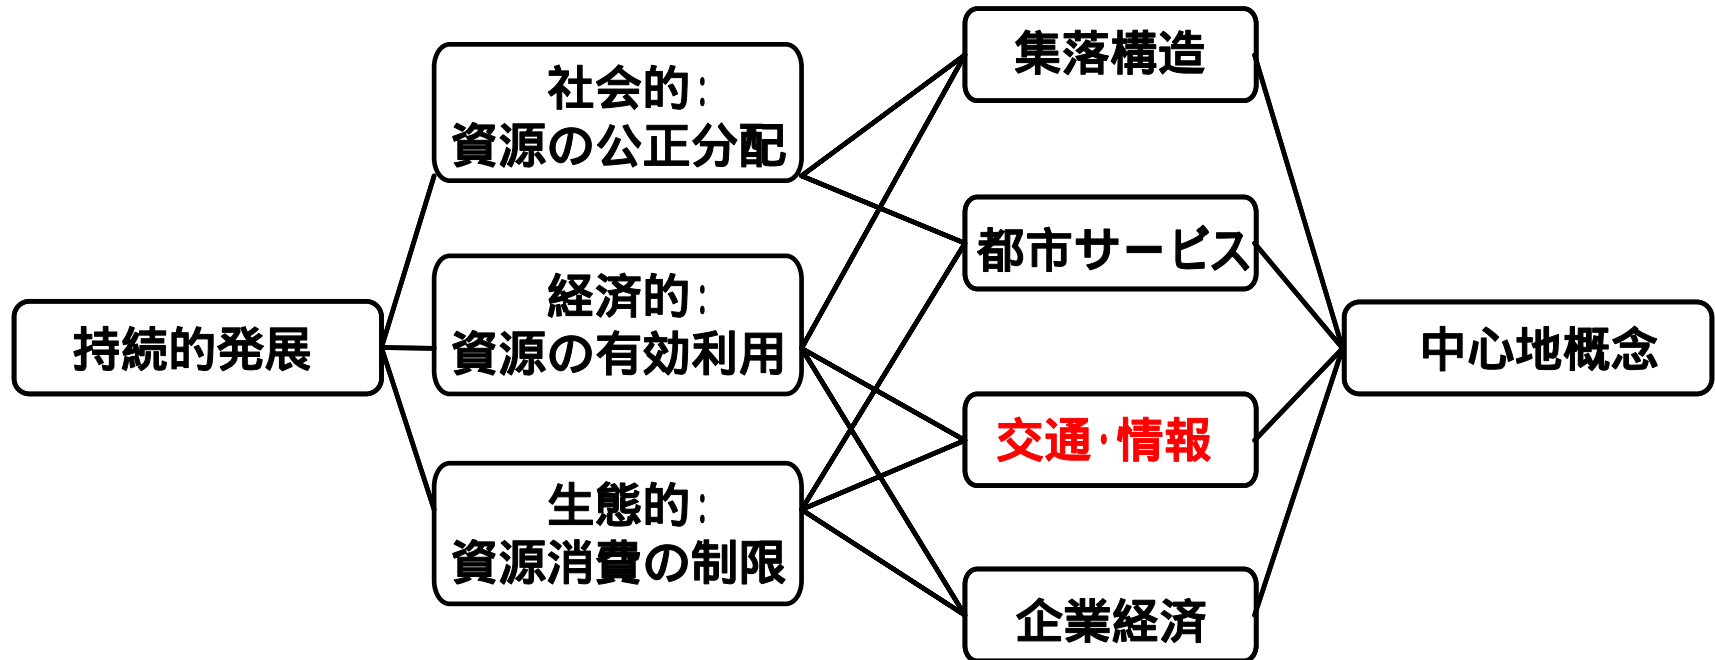 持続的発展
社会的:
資源の公正分配
経済的:
資源の有効利用
生態的:
資源消費の制限
集落構造
都市サービス
交通・情報
企業経済
中心地概念